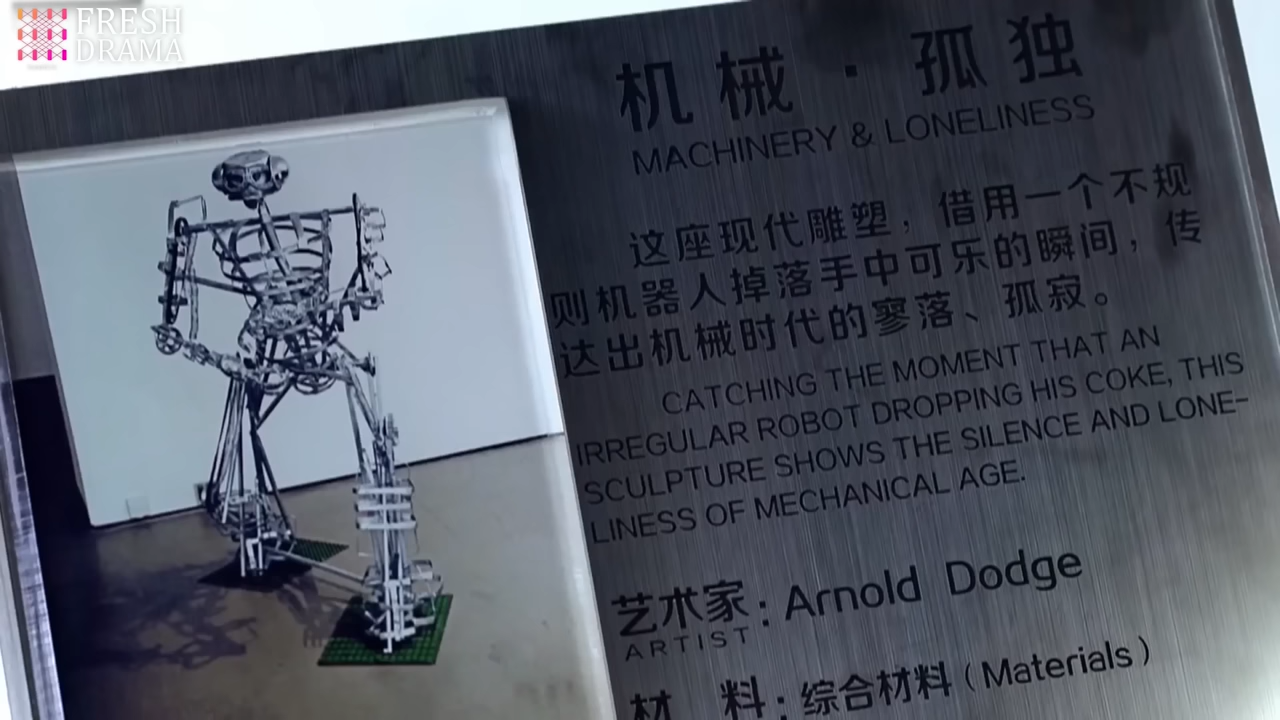 FRESH
DRAMA
机械·孤独
MACHINERY & LONELINESS
这座现代雕塑，借用一个不规
则机器人掉落手中可乐的瞬间，传
达出机械时代的寥落、孤寂。
CATCHING THE MOMENT THAT AN
IRREGULAR ROBOT DROPPING HIS COKE, THIS
SCULPTURE SHOWS THE SILENCE AND LONE-
LINESS OF MECHANICAL AGE.
艺术家：Arnold Dodge
ARTIST
材 料：综合材料（Materials）